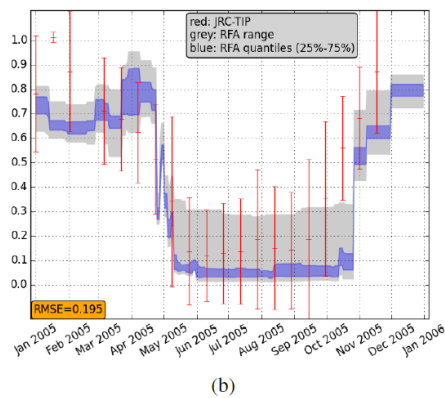 red: JRC-TIP
grey: RFA range
blue: RFA quantiles (25%-75%)
1.0
0.9
0.8
0.7
0.6
0.5
0.4
0.3
0.2
0.1
0.0
RMSE=0.195
Jan 2005
Feb 2005
Mar 2005
Apr 2005
May 2005
Jun 2005
Jul 2005
Aug 2005
Sep 2005
Oct 2005
Nov 2005
Dec 2005
Jan 2006
(b)